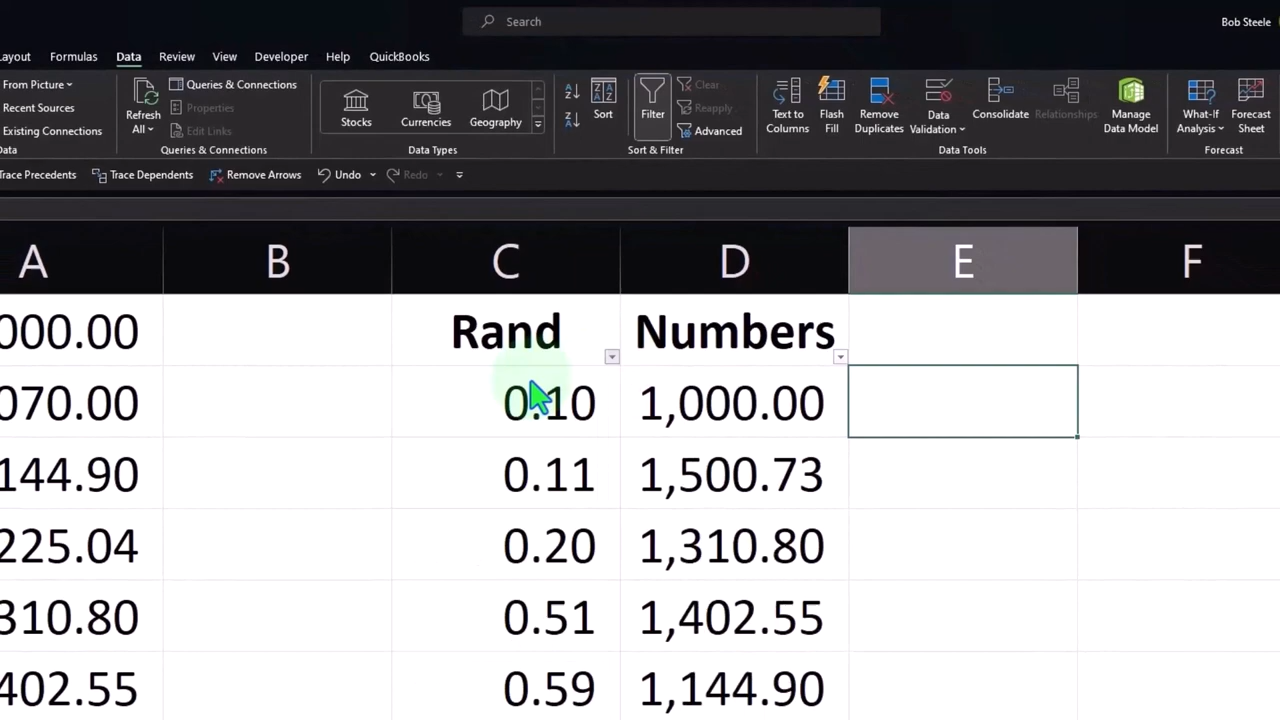 Search
Bob Steele
Layout Formulas Data Review View Developer Help QuickBooks
From Picture
Recent Sources
Existing Connections
Data
Refresh All
Queries & Connections
Properties
Edit Links
Queries & Connections
Stocks Currencies Geography
Data Types
Sort
Filter
Clear
Reapply
Advanced
Sort & Filter
Text to Columns
Flash Fill
Remove Duplicates
Data Validation
Consolidate
Relationships
Manage Data Model
Data Tools
What-If Analysis
Forecast Sheet
Forecast
Trace Precedents Trace Dependents Remove Arrows Undo Redo
A B C D E F
000.00 Rand Numbers
070.00 0.10 1,000.00
144.90 0.11 1,500.73
225.04 0.20 1,310.80
310.80 0.51 1,402.55
402.55 0.59 1,144.90